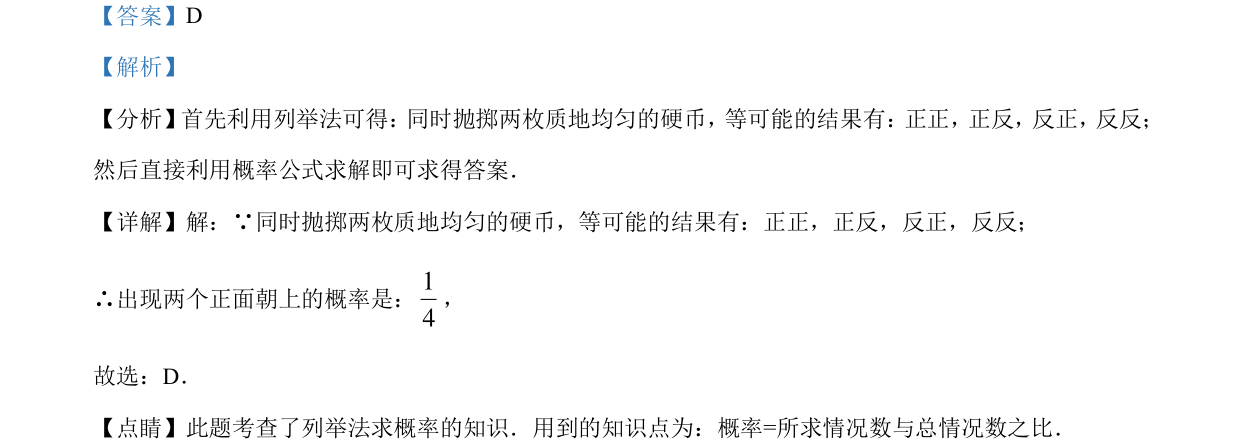 【答案】D
【解析】
【分析】首先利用列举法可得：同时抛掷两枚质地均匀的硬币，等可能的结果有：正正，正反，反正，反反；
然后直接利用概率公式求解即可求得答案．
【详解】解：∵同时抛掷两枚质地均匀的硬币，等可能的结果有：正正，正反，反正，反反；
∴出现两个正面朝上的概率是：1/4，
故选：D．
【点睛】此题考查了列举法求概率的知识．用到的知识点为：概率=所求情况数与总情况数之比．